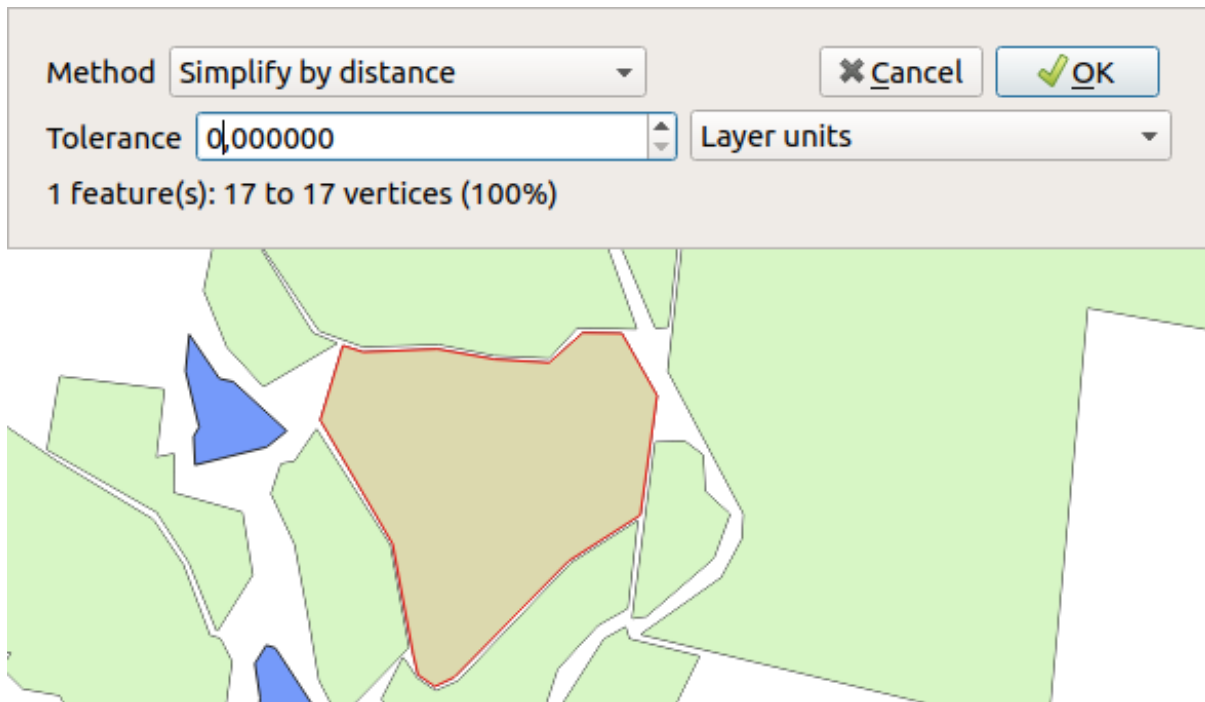 Method Simplify by distance Cancel OK
Tolerance 0,000000 Layer units
1 feature(s): 17 to 17 vertices (100%)